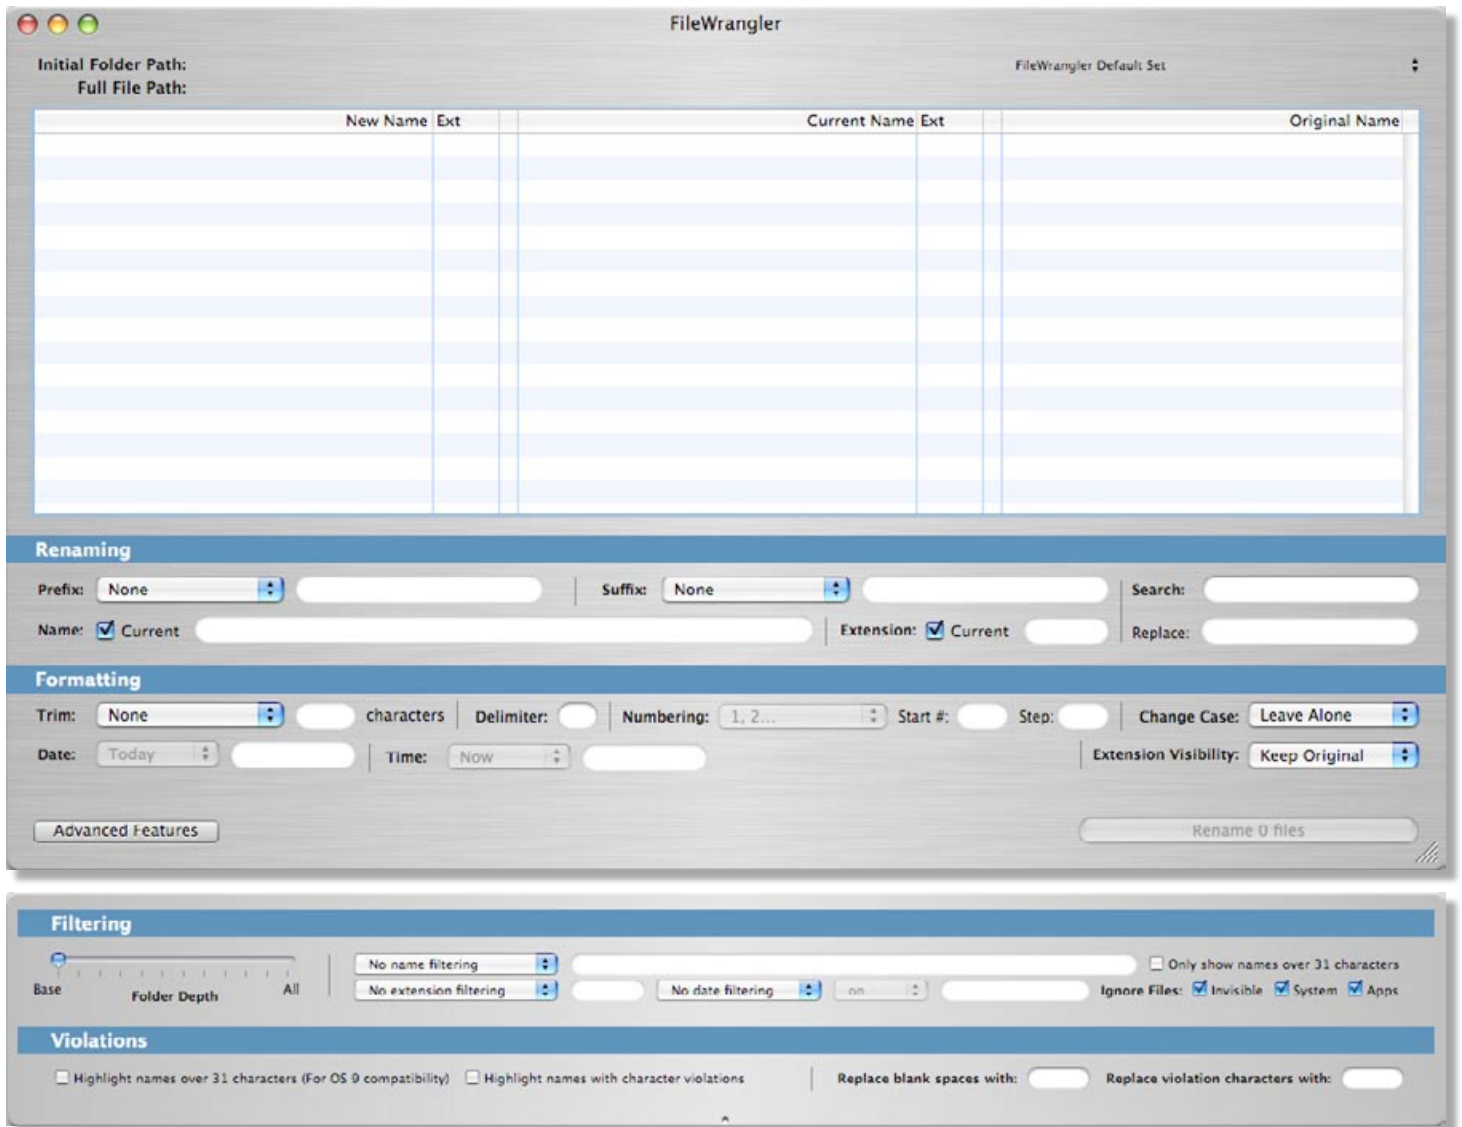 FileWrangler
Initial Folder Path:
FileWrangler Default Set
Full File Path:
New Name Ext Current Name Ext Original Name
Renaming
Prefix: None Suffix: None Search:
Name: Current Extension: Current Replace:
Formatting
Trim: None characters Delimiter: Numbering: 1, 2... Start #: Step: Change Case: Leave Alone
Date: Today Time: Now Extension Visibility: Keep Original
Advanced Features Rename 0 files
Filtering
No name filtering Only show names over 31 characters
Base Folder Depth All No extension filtering No date filtering on Ignore Files: Invisible System Apps
Violations
Highlight names over 31 characters (For OS 9 compatibility) Highlight names with character violations Replace blank spaces with: Replace violation characters with: